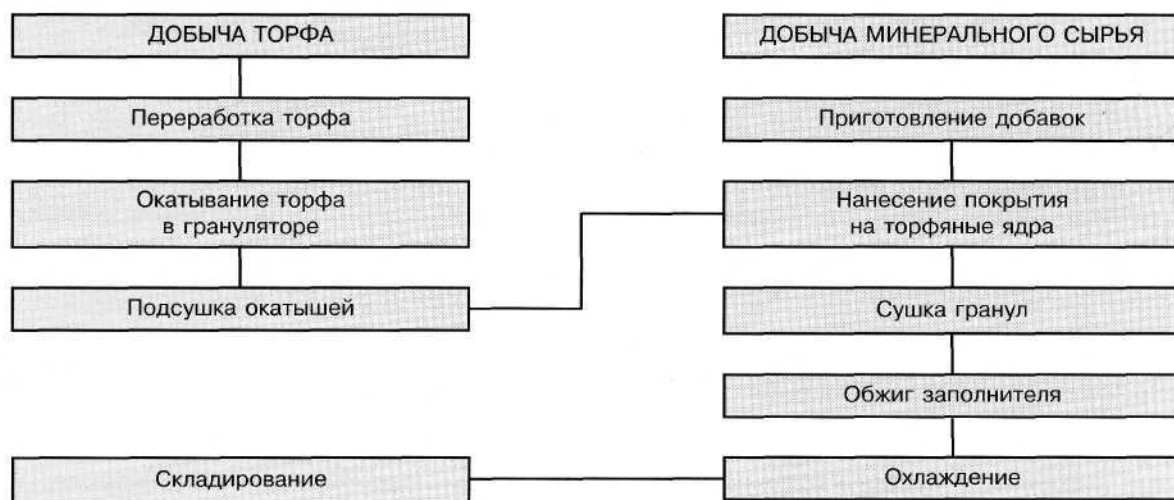 ДОБЫЧА ТОРФА
Переработка торфа
Окатывание торфа
в грануляторе
Подсушка окатышей
ДОБЫЧА МИНЕРАЛЬНОГО СЫРЬЯ
Приготовление добавок
Нанесение покрытия
на торфяные ядра
Сушка гранул
Обжиг заполнителя
Охлаждение
Складирование